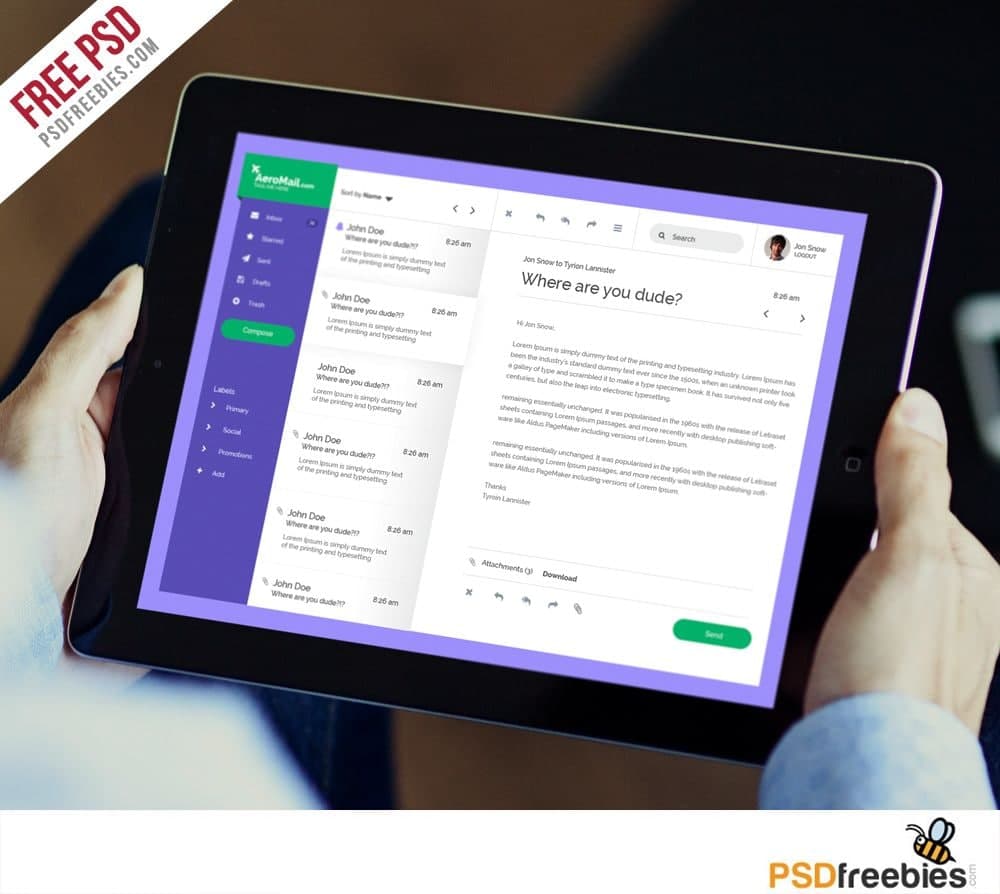 FREE PSD
PSDFREEBIES.COM
AeroMail.com
TAGLINE HERE
Inbox
Starred
Sent
Drafts
Trash
Compose
Labels
Primary
Social
Promotions
Add
Sort by Name
John Doe
Where are you dude?!?
8:26 am
Lorem Ipsum is simply dummy text
of the printing and typesetting
John Doe
Where are you dude?!?
8:26 am
Lorem Ipsum is simply dummy text
of the printing and typesetting
John Doe
Where are you dude?!?
8:26 am
Lorem Ipsum is simply dummy text
of the printing and typesetting
John Doe
Where are you dude?!?
8:26 am
Lorem Ipsum is simply dummy text
of the printing and typesetting
John Doe
Where are you dude?!?
8:26 am
Lorem Ipsum is simply dummy text
of the printing and typesetting
John Doe
Where are you dude?!?
8:26 am
Search
Jon Snow
LOGOUT
Jon Snow to Tyrion Lannister
8:26 am
Where are you dude?
Hi Jon Snow,
Lorem Ipsum is simply dummy text of the printing and typesetting industry. Lorem Ipsum has
been the industry's standard dummy text ever since the 1500s, when an unknown printer took
a galley of type and scrambled it to make a type specimen book. It has survived not only five
centuries, but also the leap into electronic typesetting.
remaining essentially unchanged. It was popularised in the 1960s with the release of Letraset
sheets containing Lorem Ipsum passages, and more recently with desktop publishing soft-
ware like Aldus PageMaker including versions of Lorem Ipsum.
remaining essentially unchanged. It was popularised in the 1960s with the release of Letraset
sheets containing Lorem Ipsum passages, and more recently with desktop publishing soft-
ware like Aldus PageMaker including versions of Lorem Ipsum.
Thanks
Tyroin Lannister
Attachments (3) Download
Send
PSDfreebies.com